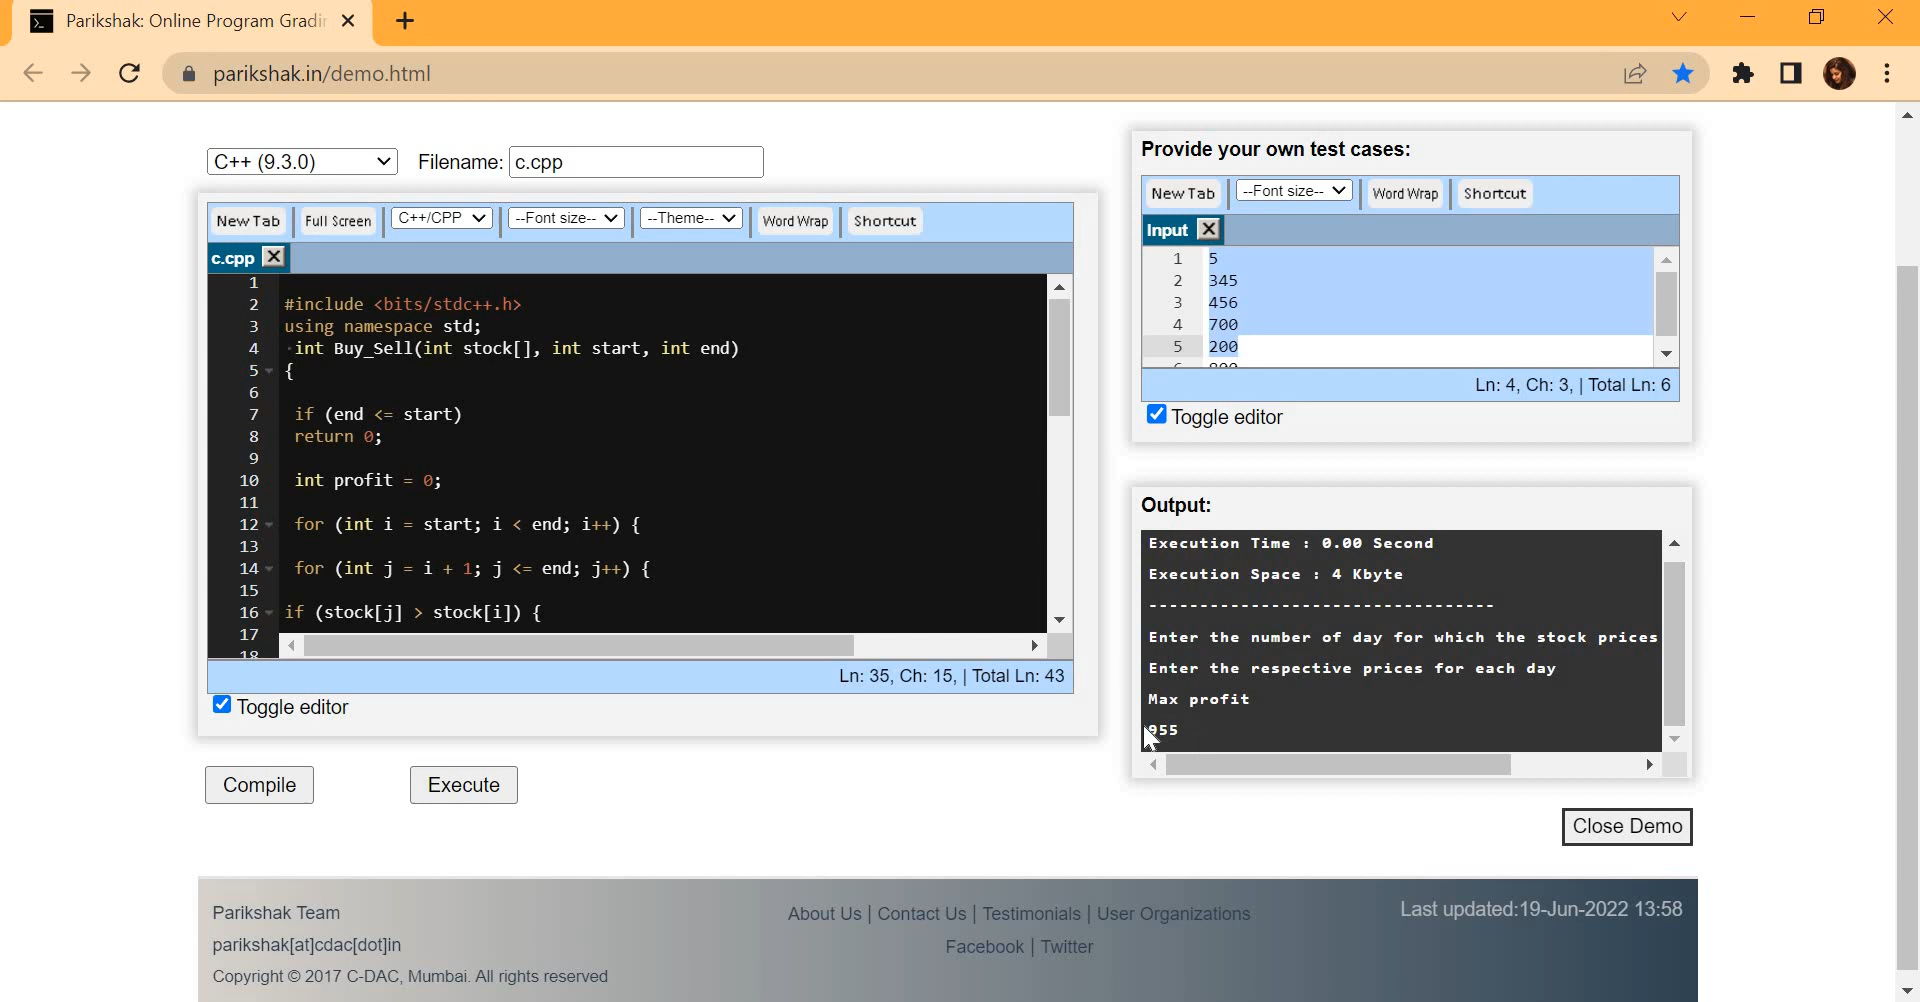 Parikshak: Online Program Gradi
parikshak.in/demo.html
C++ (9.3.0)
Filename: c.cpp
New Tab Full Screen C++/CPP --Font size-- --Theme-- Word Wrap Shortcut
c.cpp
1
2 #include <bits/stdc++.h>
3 using namespace std;
4 int Buy_Sell(int stock[], int start, int end)
5 {
6
7 if (end <= start)
8 return 0;
9
10 int profit = 0;
11
12 for (int i = start; i < end; i++) {
13
14 for (int j = i + 1; j <= end; j++) {
15
16 if (stock[j] > stock[i]) {
17
18
Ln: 35, Ch: 15, | Total Ln: 43
Toggle editor
Compile Execute
Provide your own test cases:
New Tab --Font size-- Word Wrap Shortcut
Input
1 5
2 345
3 456
4 700
5 200
Ln: 4, Ch: 3, | Total Ln: 6
Toggle editor
Output:
Execution Time : 0.00 Second
Execution Space : 4 Kbyte
----------------------------------
Enter the number of day for which the stock prices
Enter the respective prices for each day
Max profit
955
Close Demo
Parikshak Team
parikshak[at]cdac[dot]in
Copyright © 2017 C-DAC, Mumbai. All rights reserved
About Us | Contact Us | Testimonials | User Organizations
Facebook | Twitter
Last updated:19-Jun-2022 13:58